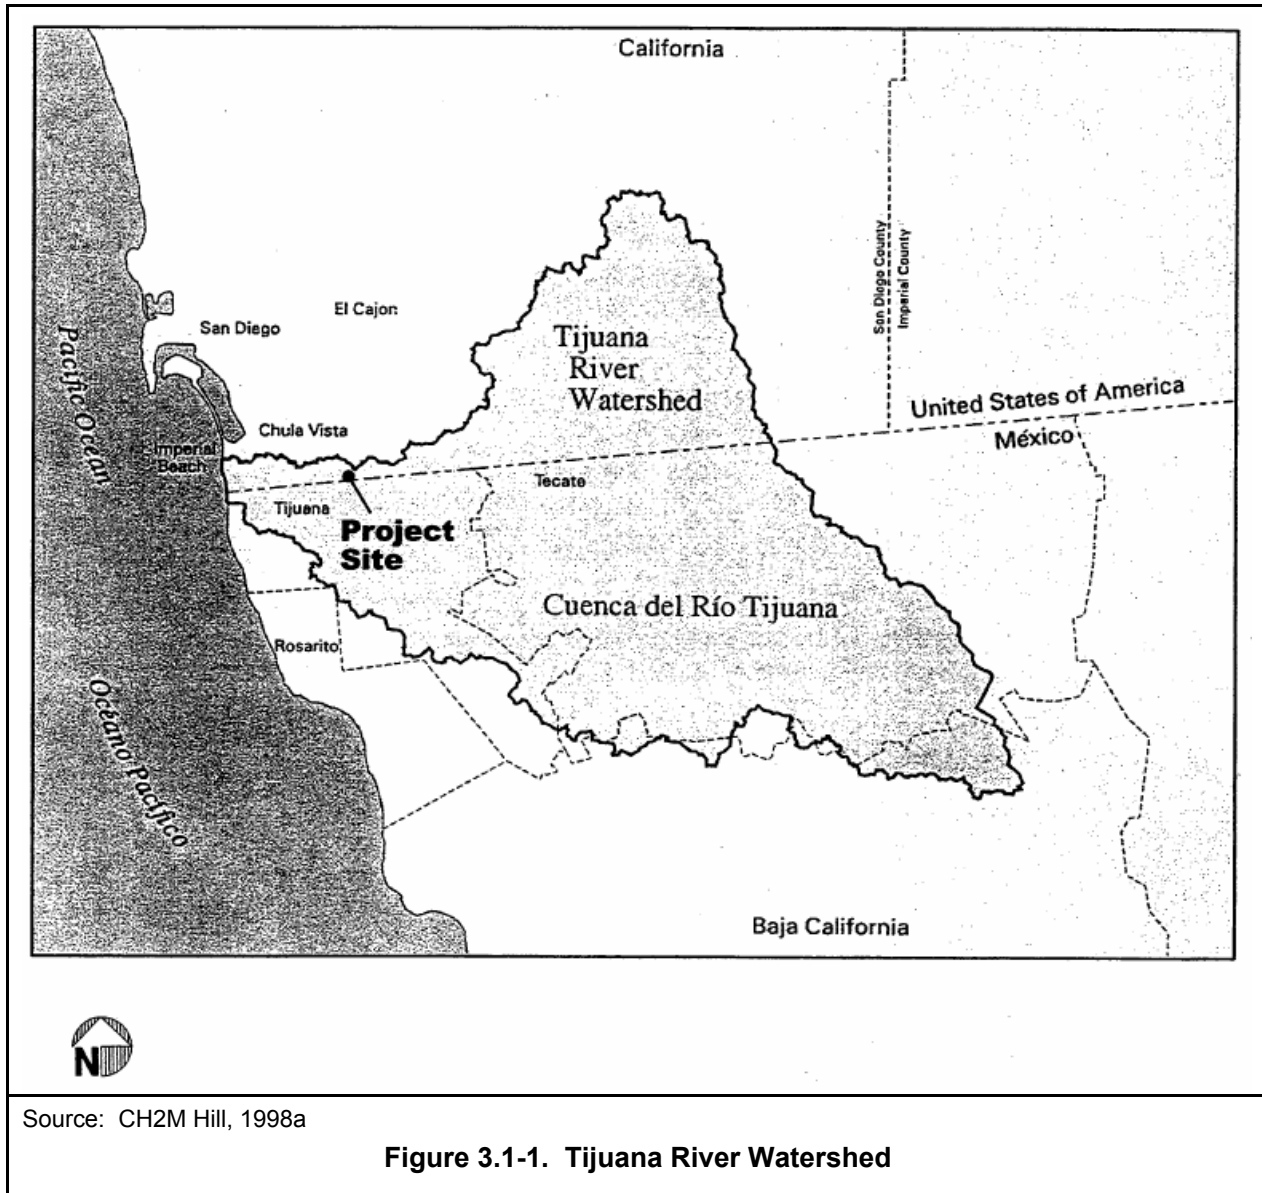 California
San Diego County
Imperial County
El Cajon
San Diego
Tijuana
River
Watershed
Pacific Ocean
United States of America
México
Chula Vista
Imperial
Beach
Tecate
Tijuana
Project
Site
Cuenca del Río Tijuana
Rosarito
Océano Pacífico
Baja California
N
Source: CH2M Hill, 1998a
Figure 3.1-1. Tijuana River Watershed